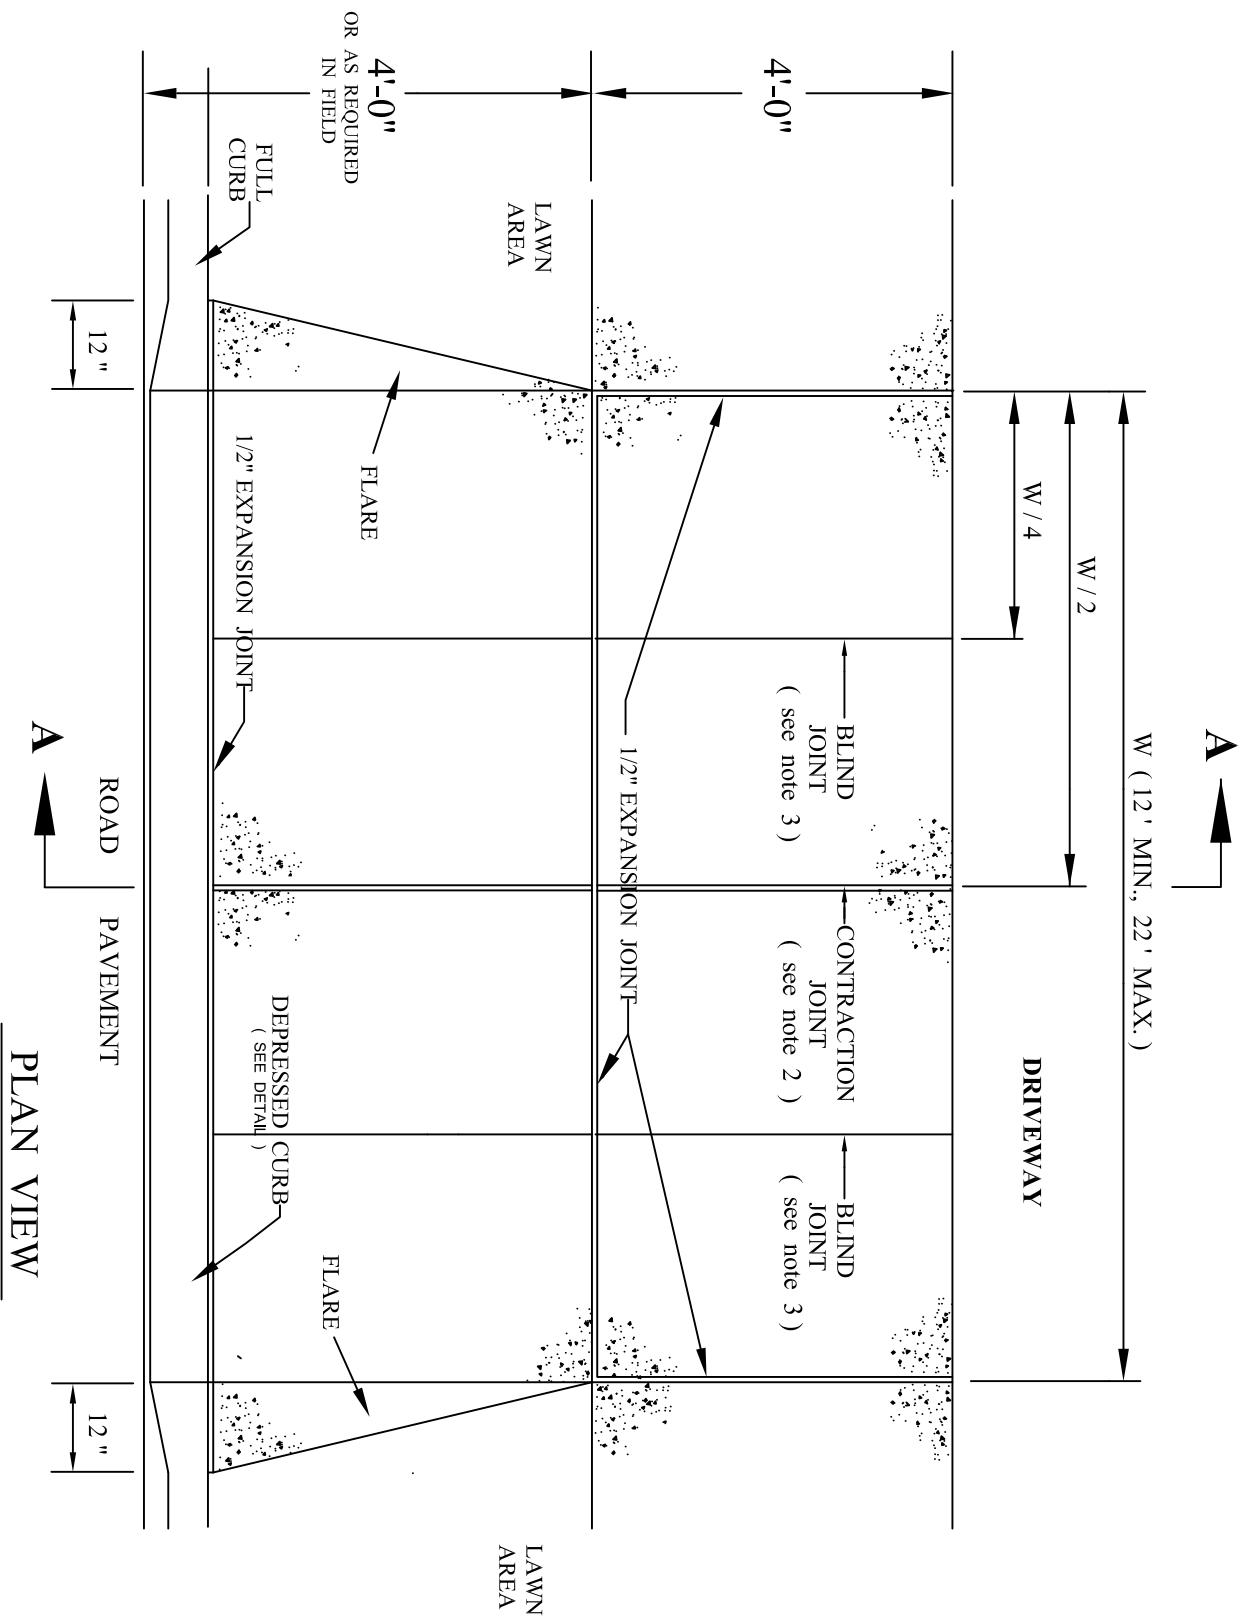 A
A
W ( 12' MIN., 22' MAX. )
W / 2
W / 4
DRIVEWAY
4'-0"
BLIND
JOINT
( see note 3 )
CONTRACTION
JOINT
( see note 2 )
BLIND
JOINT
( see note 3 )
1/2" EXPANSION JOINT
LAWN
AREA
LAWN
AREA
4'-0"
OR AS REQUIRED
IN FIELD
FLARE
FLARE
FULL
CURB
1/2" EXPANSION JOINT
DEPRESSED CURB
( SEE DETAIL )
12"
12"
ROAD PAVEMENT
PLAN VIEW